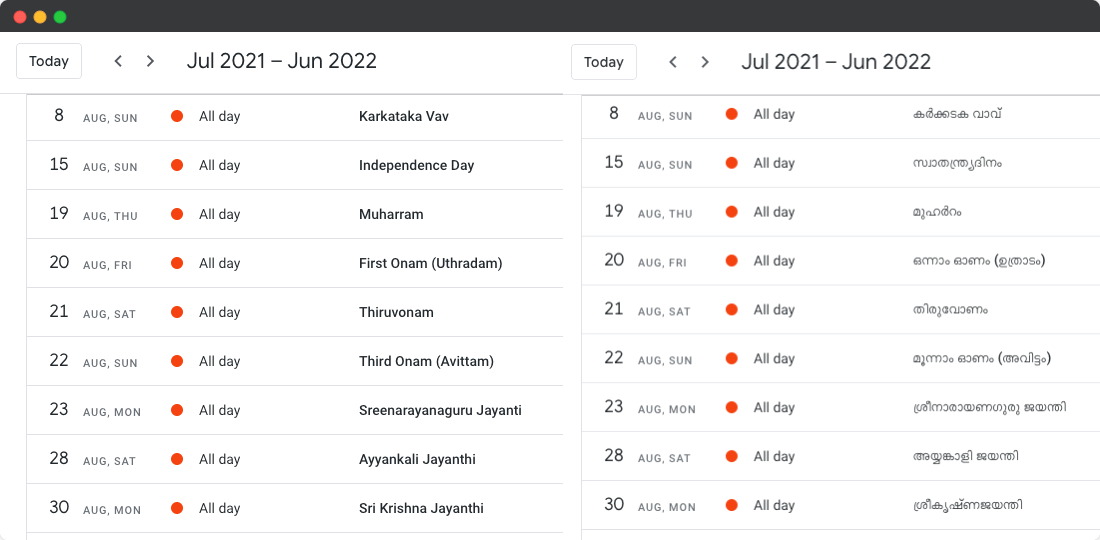 Today Jul 2021 – Jun 2022
8 AUG, SUN All day Karkataka Vav
15 AUG, SUN All day Independence Day
19 AUG, THU All day Muharram
20 AUG, FRI All day First Onam (Uthradam)
21 AUG, SAT All day Thiruvonam
22 AUG, SUN All day Third Onam (Avittam)
23 AUG, MON All day Sreenarayanaguru Jayanti
28 AUG, SAT All day Ayyankali Jayanthi
30 AUG, MON All day Sri Krishna Jayanthi
Today Jul 2021 – Jun 2022
8 AUG, SUN All day കർക്കടക വാവ്
15 AUG, SUN All day സ്വാതന്ത്ര്യദിനം
19 AUG, THU All day മുഹർറം
20 AUG, FRI All day ഒന്നാം ഓണം (ഉത്രാടം)
21 AUG, SAT All day തിരുവോണം
22 AUG, SUN All day മൂന്നാം ഓണം (അവിട്ടം)
23 AUG, MON All day ശ്രീനാരായണഗുരു ജയന്തി
28 AUG, SAT All day അയ്യങ്കാളി ജയന്തി
30 AUG, MON All day ശ്രീകൃഷ്ണജയന്തി